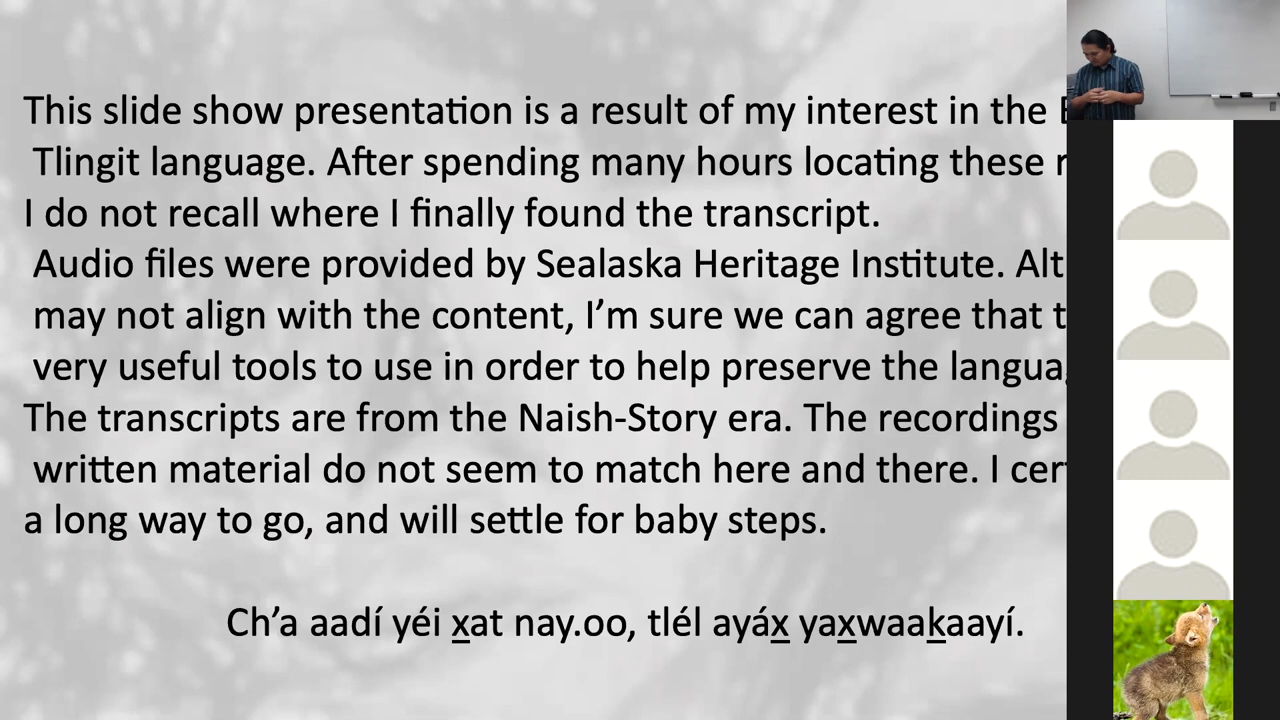 This slide show presentation is a result of my interest in the
Tlingit language. After spending many hours locating these
I do not recall where I finally found the transcript.
Audio files were provided by Sealaska Heritage Institute. Alt
may not align with the content, I’m sure we can agree that t
very useful tools to use in order to help preserve the langua
The transcripts are from the Naish-Story era. The recordings
written material do not seem to match here and there. I cer
a long way to go, and will settle for baby steps.
Ch’a aadí yéi x̲at nay.oo, tlél ayáx̲ yax̲waak̲aayí.